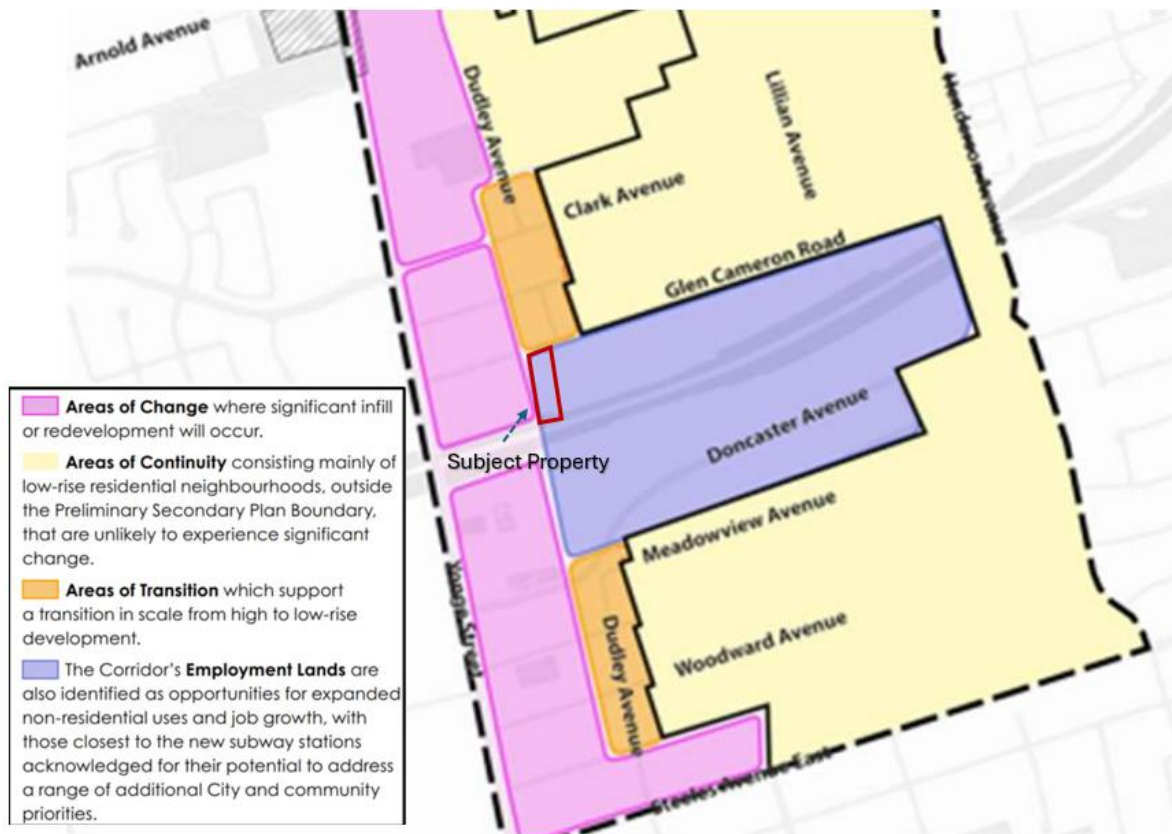 Arnold Avenue
Dudley Avenue
Lillian Avenue
Henderson Avenue
Clark Avenue
Glen Cameron Road
Subject Property
Doncaster Avenue
Meadowview Avenue
Yonge Street
Dudley Avenue
Woodward Avenue
Steeles Avenue East
Areas of Change where significant infill
or redevelopment will occur.
Areas of Continuity consisting mainly of
low-rise residential neighbourhoods, outside
the Preliminary Secondary Plan Boundary,
that are unlikely to experience significant
change.
Areas of Transition which support
a transition in scale from high to low-rise
development.
The Corridor's Employment Lands are
also identified as opportunities for expanded
non-residential uses and job growth, with
those closest to the new subway stations
acknowledged for their potential to address
a range of additional City and community
priorities.